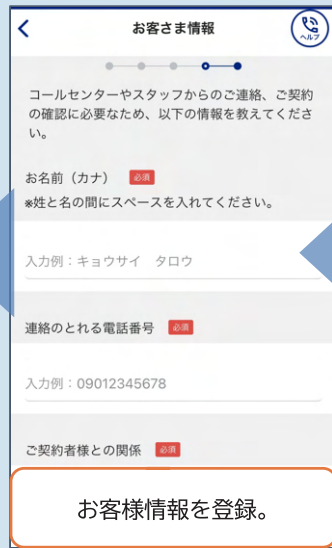 お客さま情報
ヘルプ
コールセンターやスタッフからのご連絡、ご契約
の確認に必要なため、以下の情報を教えてくださ
い。
お名前（カナ） 必須
※姓と名の間にスペースを入れてください。
入力例：キョウサイ　タロウ
連絡のとれる電話番号 必須
入力例：09012345678
ご契約者様との関係 必須
お客様情報を登録。